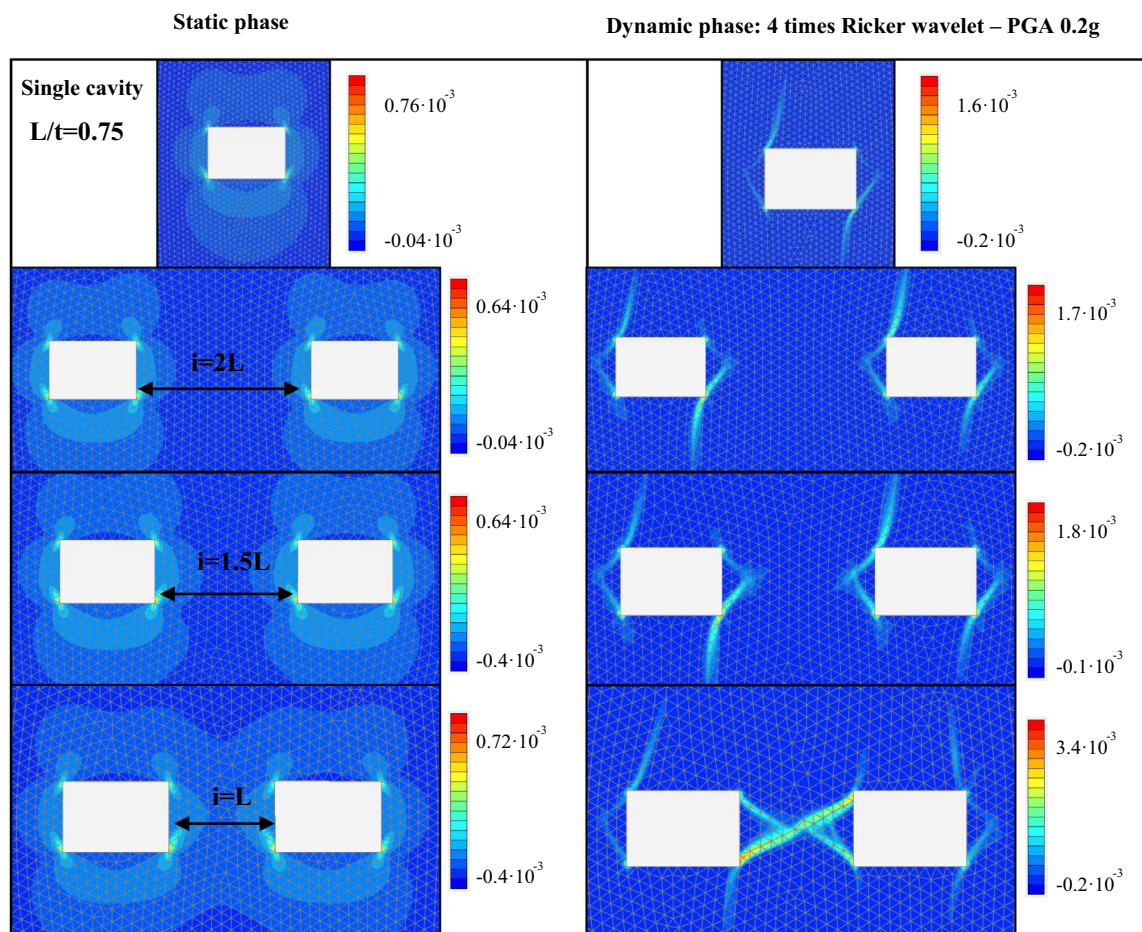 Static phase
Dynamic phase: 4 times Ricker wavelet – PGA 0.2g
Single cavity
L/t=0.75
0.76·10⁻³
-0.04·10⁻³
1.6·10⁻³
-0.2·10⁻³
i=2L
0.64·10⁻³
-0.04·10⁻³
1.7·10⁻³
-0.2·10⁻³
i=1.5L
0.64·10⁻³
-0.4·10⁻³
1.8·10⁻³
-0.1·10⁻³
i=L
0.72·10⁻³
-0.4·10⁻³
3.4·10⁻³
-0.2·10⁻³